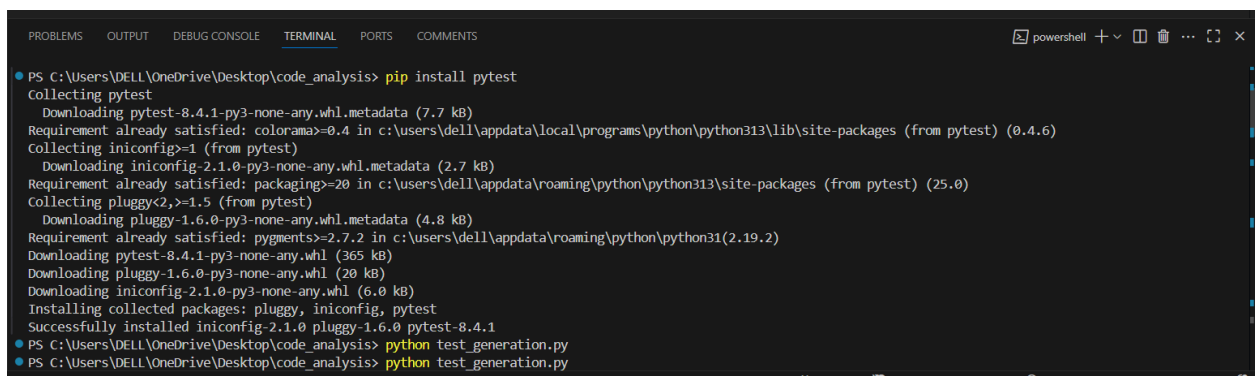 PROBLEMS OUTPUT DEBUG CONSOLE TERMINAL PORTS COMMENTS powershell
PS C:\Users\DELL\OneDrive\Desktop\code_analysis> pip install pytest
Collecting pytest
Downloading pytest-8.4.1-py3-none-any.whl.metadata (7.7 kB)
Requirement already satisfied: colorama>=0.4 in c:\users\dell\appdata\local\programs\python\python313\lib\site-packages (from pytest) (0.4.6)
Collecting iniconfig>=1 (from pytest)
Downloading iniconfig-2.1.0-py3-none-any.whl.metadata (2.7 kB)
Requirement already satisfied: packaging>=20 in c:\users\dell\appdata\roaming\python\python313\site-packages (from pytest) (25.0)
Collecting pluggy<2,>=1.5 (from pytest)
Downloading pluggy-1.6.0-py3-none-any.whl.metadata (4.8 kB)
Requirement already satisfied: pygments>=2.7.2 in c:\users\dell\appdata\roaming\python\python31(2.19.2)
Downloading pytest-8.4.1-py3-none-any.whl (365 kB)
Downloading pluggy-1.6.0-py3-none-any.whl (20 kB)
Downloading iniconfig-2.1.0-py3-none-any.whl (6.0 kB)
Installing collected packages: pluggy, iniconfig, pytest
Successfully installed iniconfig-2.1.0 pluggy-1.6.0 pytest-8.4.1
PS C:\Users\DELL\OneDrive\Desktop\code_analysis> python test_generation.py
PS C:\Users\DELL\OneDrive\Desktop\code_analysis> python test_generation.py